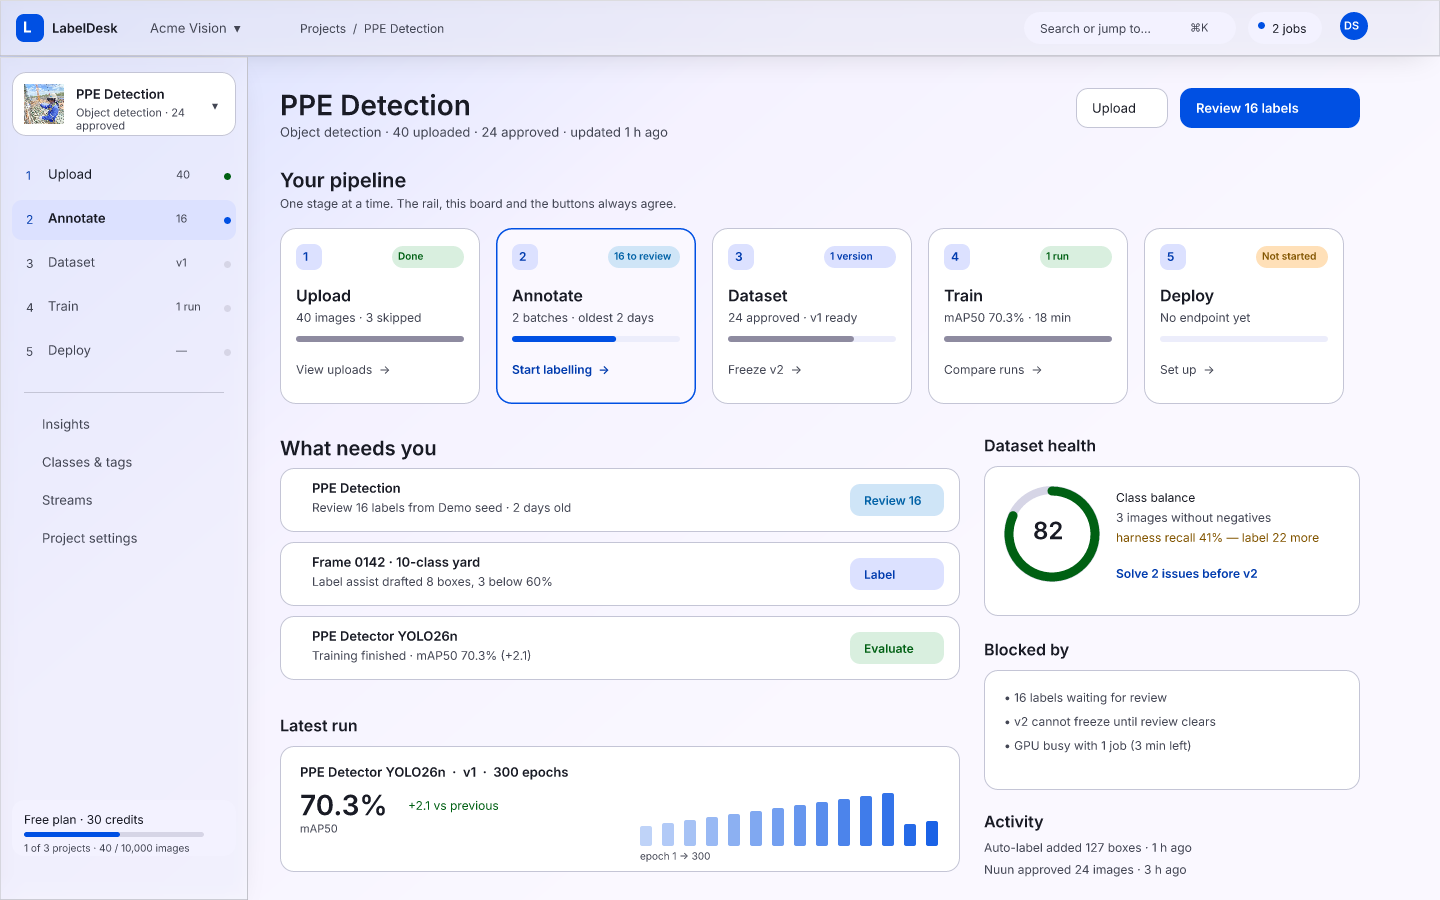 L LabelDesk Acme Vision ▾ Projects / PPE Detection Search or jump to... ⌘K 2 jobs DS
PPE Detection ▾
Object detection · 24
approved
1 Upload 40
2 Annotate 16
3 Dataset v1
4 Train 1 run
5 Deploy —
Insights
Classes & tags
Streams
Project settings
Free plan · 30 credits
1 of 3 projects · 40 / 10,000 images
PPE Detection
Object detection · 40 uploaded · 24 approved · updated 1 h ago
Upload Review 16 labels
Your pipeline
One stage at a time. The rail, this board and the buttons always agree.
1 Done
Upload
40 images · 3 skipped
View uploads →
2 16 to review
Annotate
2 batches · oldest 2 days
Start labelling →
3 1 version
Dataset
24 approved · v1 ready
Freeze v2 →
4 1 run
Train
mAP50 70.3% · 18 min
Compare runs →
5 Not started
Deploy
No endpoint yet
Set up →
What needs you
PPE Detection
Review 16 labels from Demo seed · 2 days old
Review 16
Frame 0142 · 10-class yard
Label assist drafted 8 boxes, 3 below 60%
Label
PPE Detector YOLO26n
Training finished · mAP50 70.3% (+2.1)
Evaluate
Latest run
PPE Detector YOLO26n · v1 · 300 epochs
70.3% +2.1 vs previous
mAP50
epoch 1 → 300
Dataset health
82
Class balance
3 images without negatives
harness recall 41% — label 22 more
Solve 2 issues before v2
Blocked by
• 16 labels waiting for review
• v2 cannot freeze until review clears
• GPU busy with 1 job (3 min left)
Activity
Auto-label added 127 boxes · 1 h ago
Nuun approved 24 images · 3 h ago